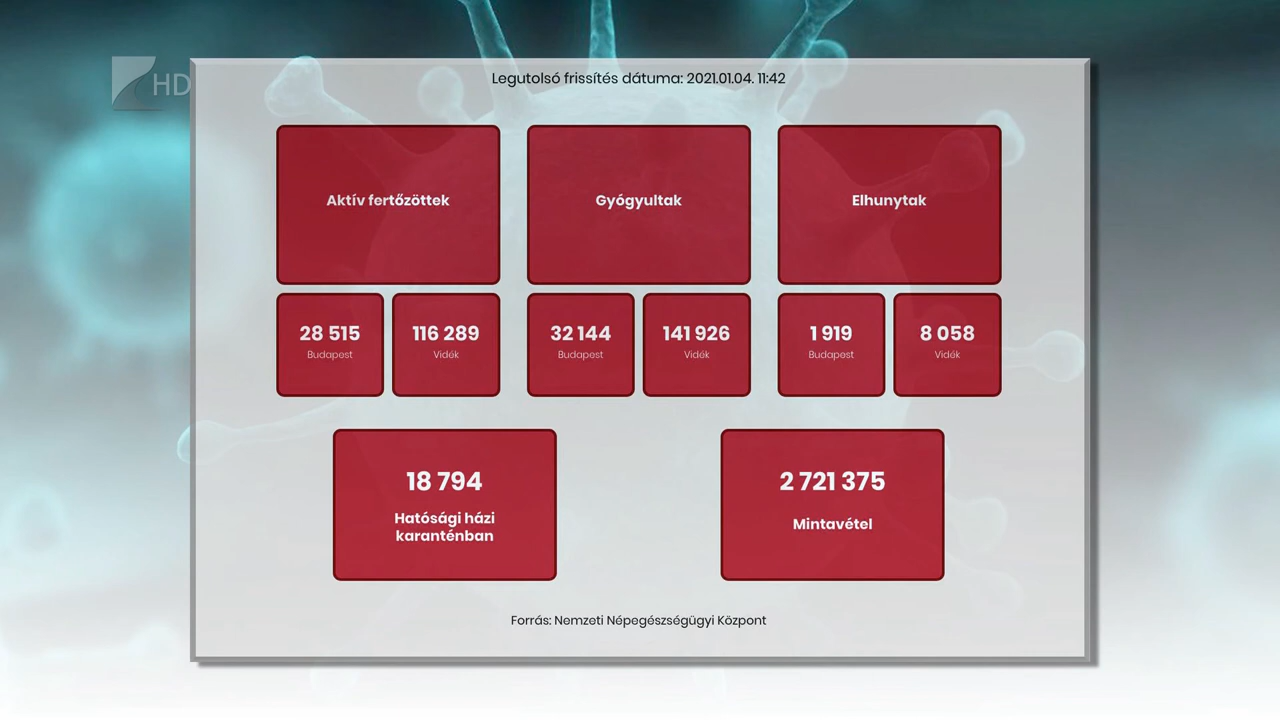 HD
Legutolsó frissítés dátuma: 2021.01.04. 11:42
Aktív fertőzöttek
Gyógyultak
Elhunytak
28 515
Budapest
116 289
Vidék
32 144
Budapest
141 926
Vidék
1 919
Budapest
8 058
Vidék
18 794
Hatósági házi
karanténban
2 721 375
Mintavétel
Forrás: Nemzeti Népegészségügyi Központ